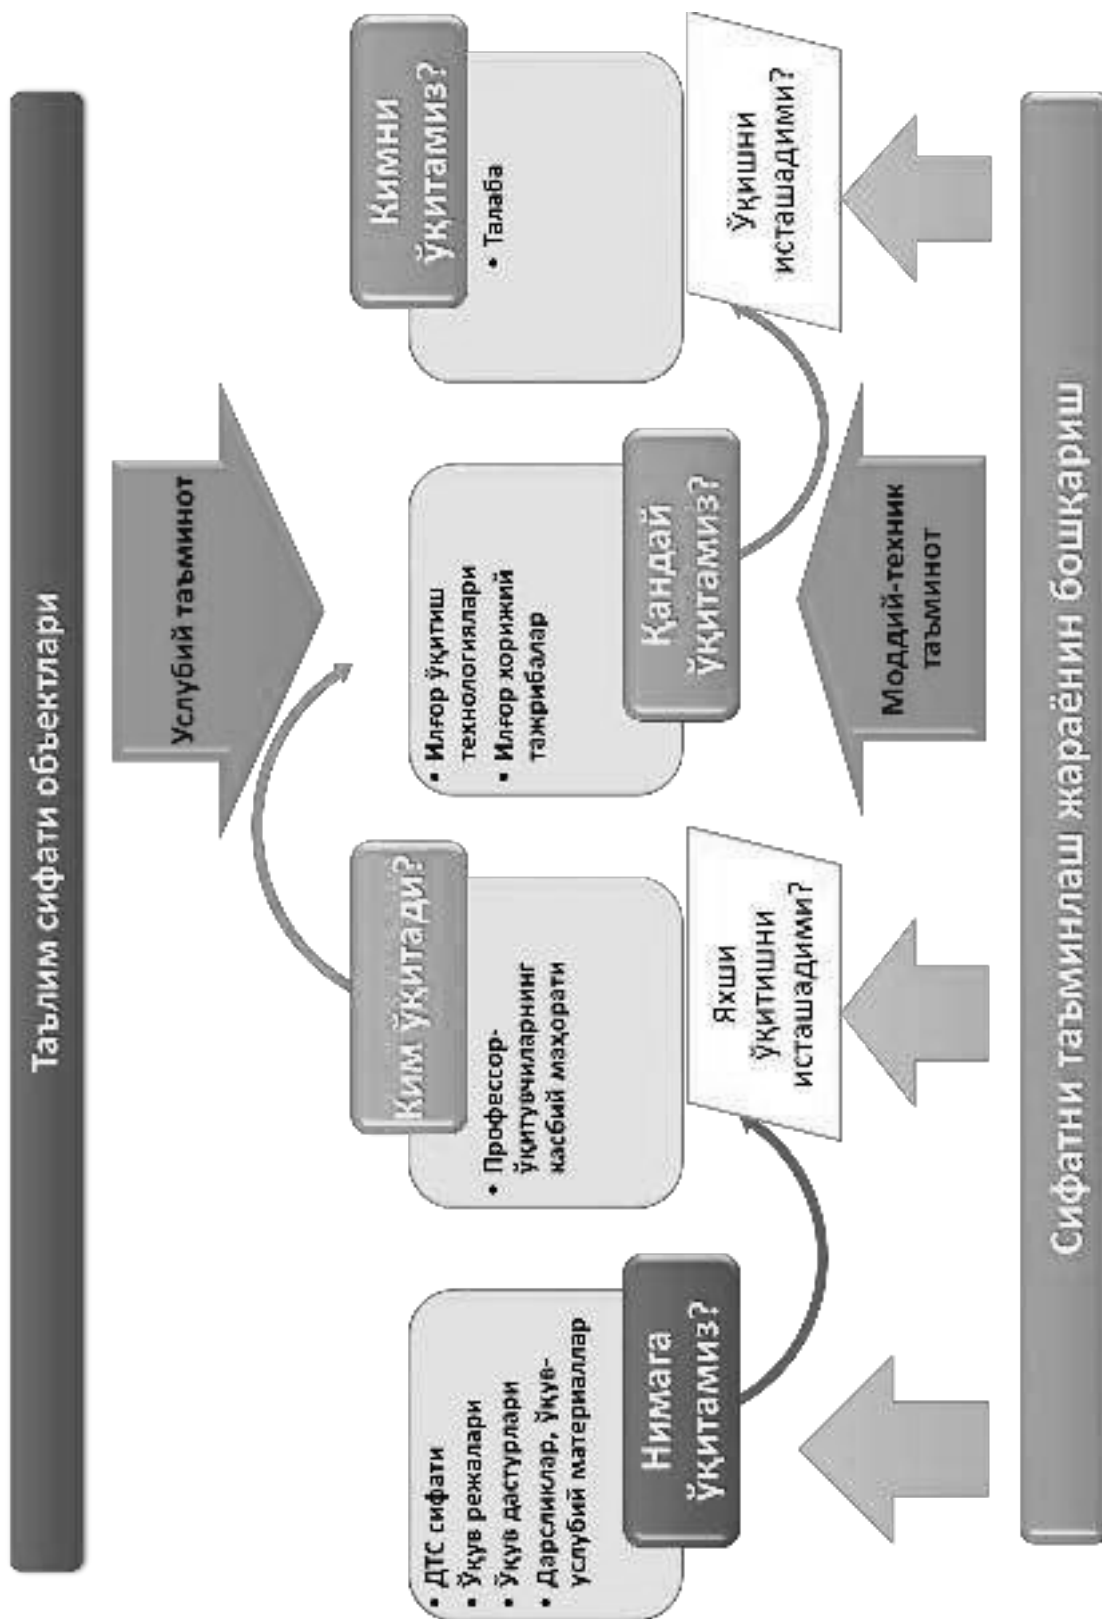 Таълим сифати объектлари
Услубий таъминот
• ДТС сифати
• Ўқув режалари
• Ўқув дастурлари
• Дарсликлар, ўқув-
услубий материаллар
Нимага
ўқитамиз?
Ким ўқитади?
• Профессор-
ўқитувчиларнинг
касбий маҳорати
Яхши
ўқитишни
исташадими?
• Илғор ўқитиш
технологиялари
• Илғор хорижий
тажрибалар
Қандай
ўқитамиз?
Моддий-техник
таъминот
Кимни
ўқитамиз?
• Талаба
Ўқишни
исташадими?
Сифатни таъминлаш жараёнин бошқариш